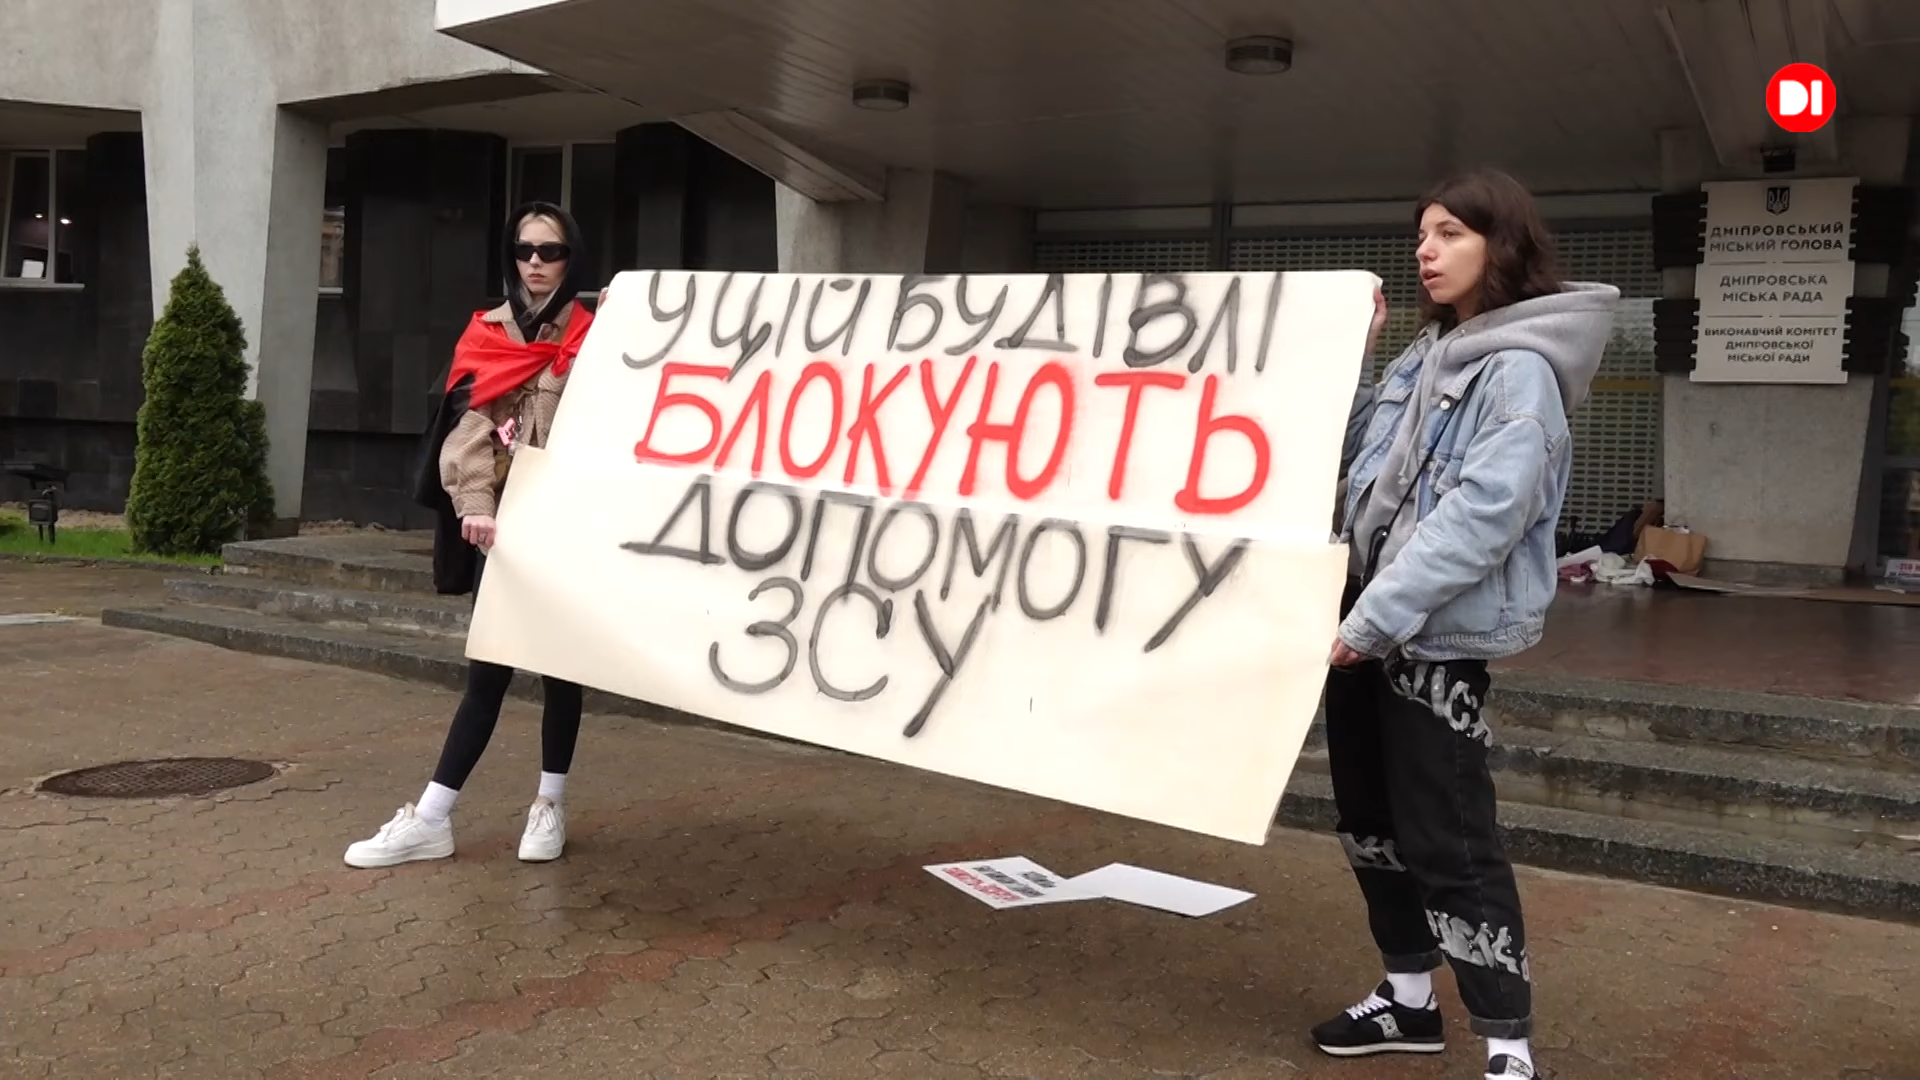 DI
У ЦІЙ БУДІВЛІ
БЛОКУЮТЬ
ДОПОМОГУ
ЗСУ
ДНІПРОВСЬКИЙ
МІСЬКИЙ ГОЛОВА
ДНІПРОВСЬКА
МІСЬКА РАДА
ВИКОНАВЧИЙ КОМІТЕТ
ДНІПРОВСЬКОЇ
МІСЬКОЇ РАДИ